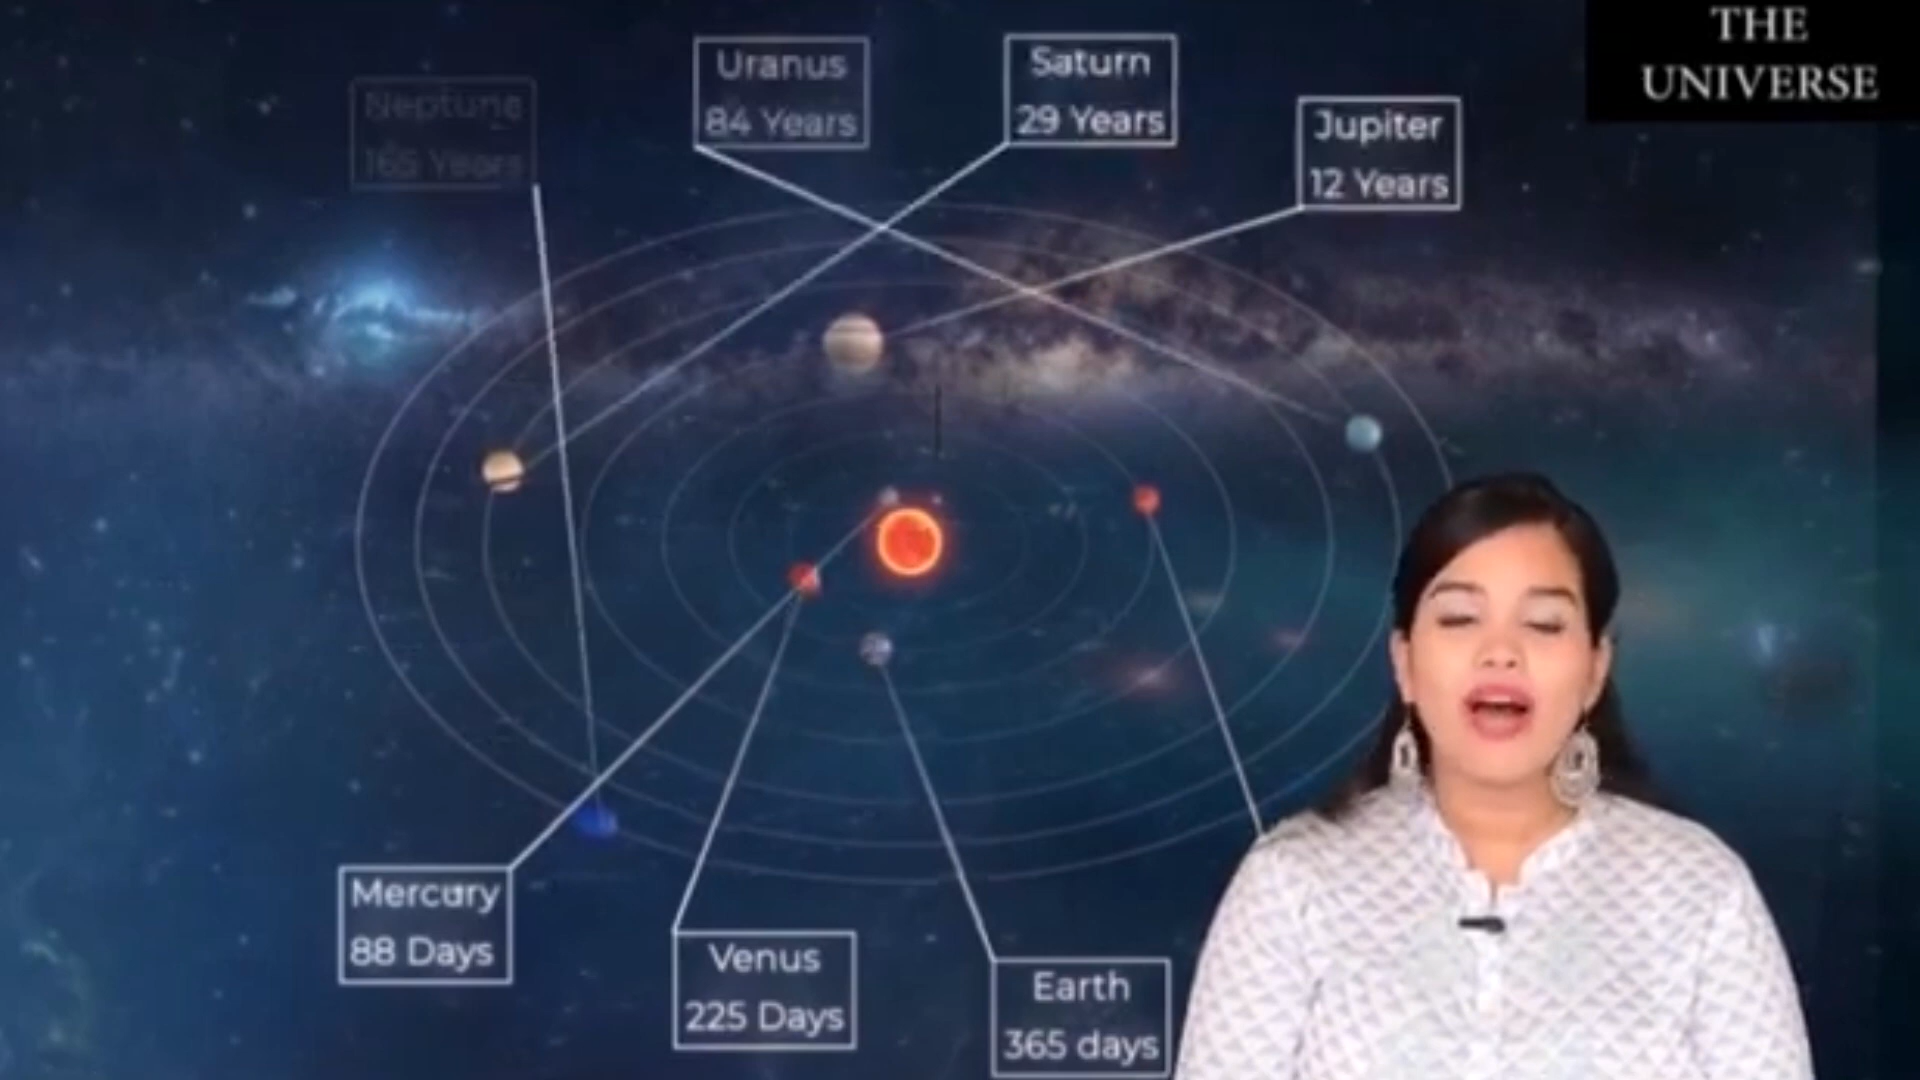 THE
UNIVERSE
Neptune
165 Years
Uranus
84 Years
Saturn
29 Years
Jupiter
12 Years
Mercury
88 Days
Venus
225 Days
Earth
365 days